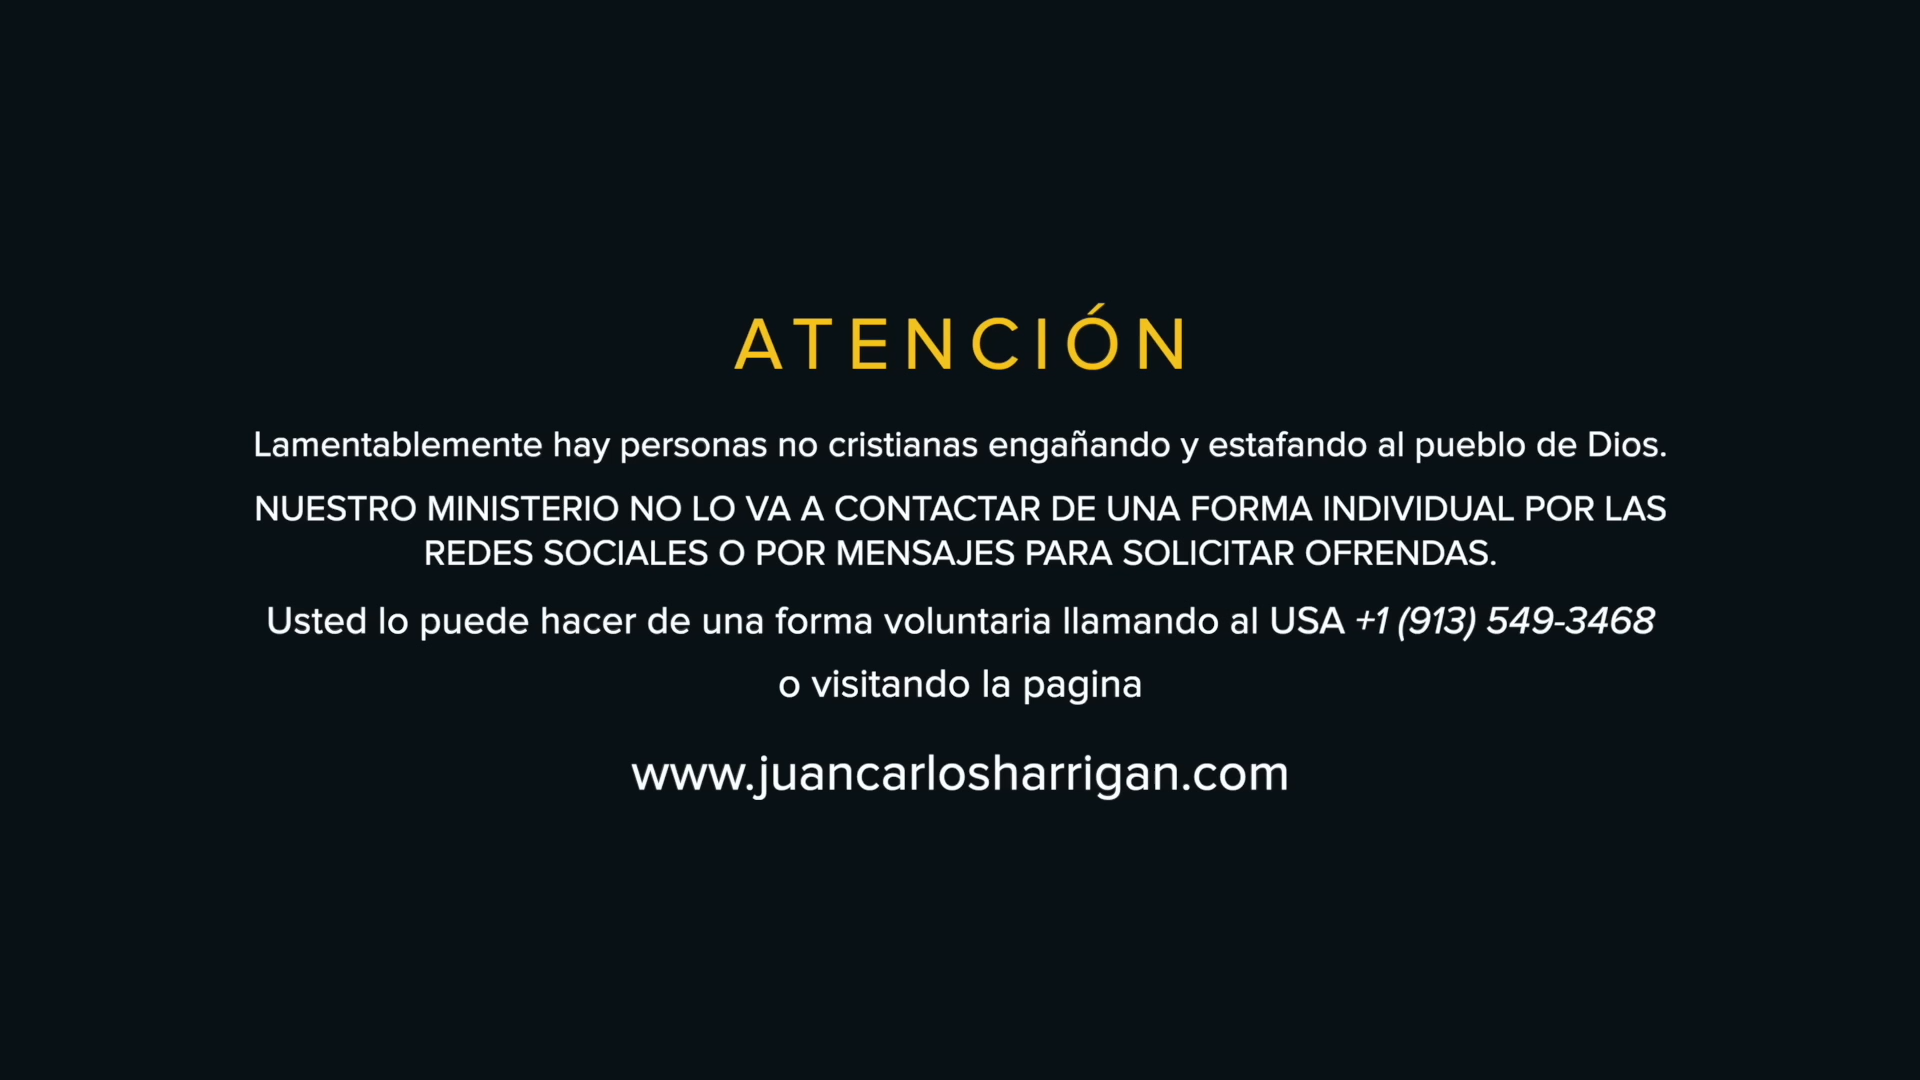 ATENCIÓN
Lamentablemente hay personas no cristianas engañando y estafando al pueblo de Dios.
NUESTRO MINISTERIO NO LO VA A CONTACTAR DE UNA FORMA INDIVIDUAL POR LAS
REDES SOCIALES O POR MENSAJES PARA SOLICITAR OFRENDAS.
Usted lo puede hacer de una forma voluntaria llamando al USA +1 (913) 549-3468
o visitando la pagina
www.juancarlosharrigan.com